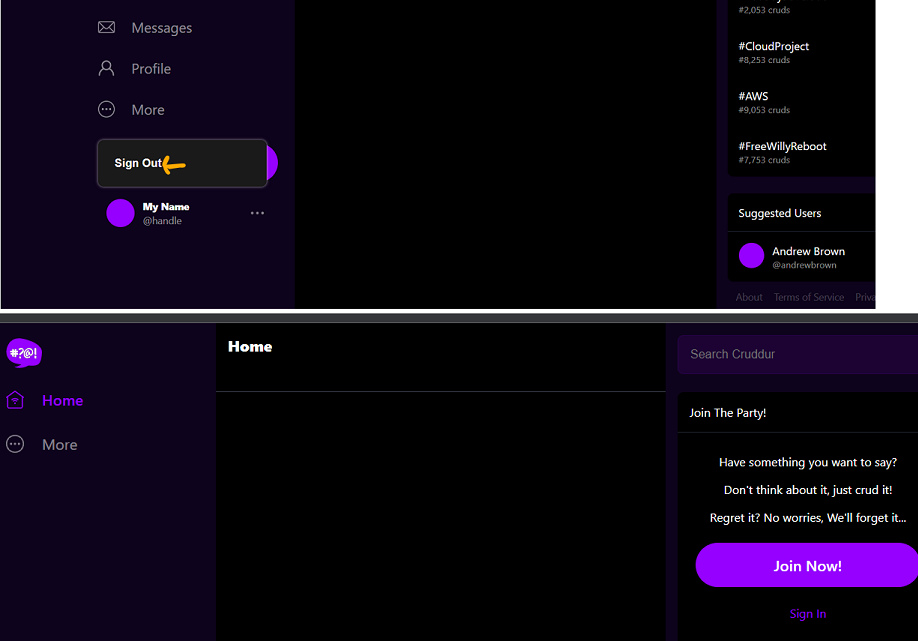 #2,053 cruds
Messages
#CloudProject
#8,253 cruds
Profile
#AWS
#9,053 cruds
More
#FreeWillyReboot
#7,753 cruds
Sign Out
My Name
@handle
Suggested Users
Andrew Brown
@andrewbrown
About Terms of Service
#?@!
Home
Home
More
Search Cruddur
Join The Party!
Have something you want to say?
Don't think about it, just crud it!
Regret it? No worries, We'll forget it...
Join Now!
Sign In